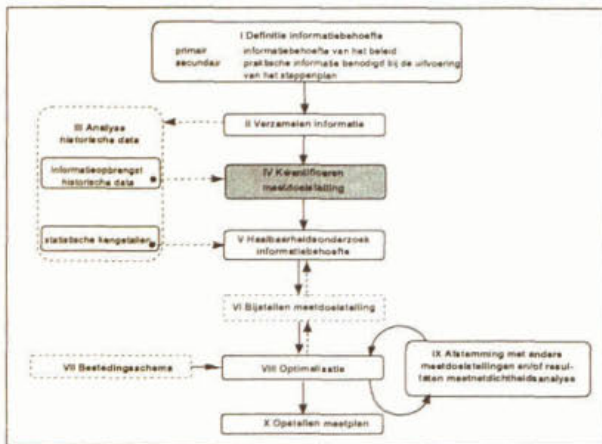 I Definitie informatiebehoefte
primair informatiebehoefte van het beleid
secundair praktische informatie benodigd bij de uitvoering
van het stappenplan
II Verzamelen informatie
III Analyse
historische data
informatieopbrengst
historische data
IV Kwantificeren
meetdoelstelling
statistische kengetallen
V Haalbaarheidsonderzoek
informatiebehoefte
VI Bijstellen meetdoelstelling
VII Bestedingsschema
VIII Optimalisatie
IX Afstemming met andere
meetdoelstellingen en/of resul-
taten meetnetdichtheidsanalyse
X Opstellen meetplan